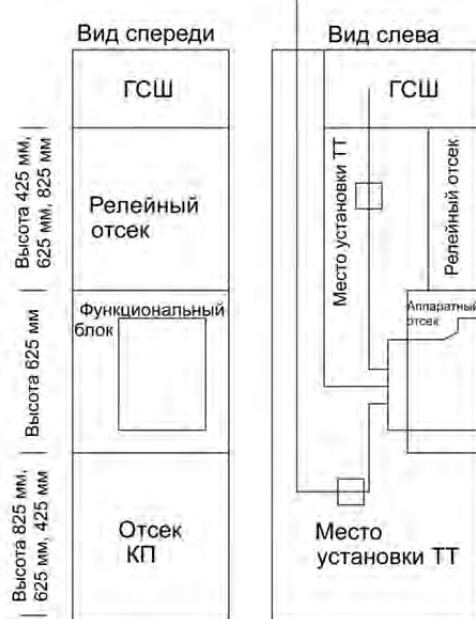 Вид спереди
ГСШ
Высота 425 мм,
625 мм, 825 мм
Релейный
отсек
Высота 625 мм
Функциональный
блок
Высота 825 мм,
625 мм, 425 мм
Отсек
КП
Вид слева
ГСШ
Место установки ТТ
Релейный отсек
Аппаратный
отсек
Место
установки ТТ